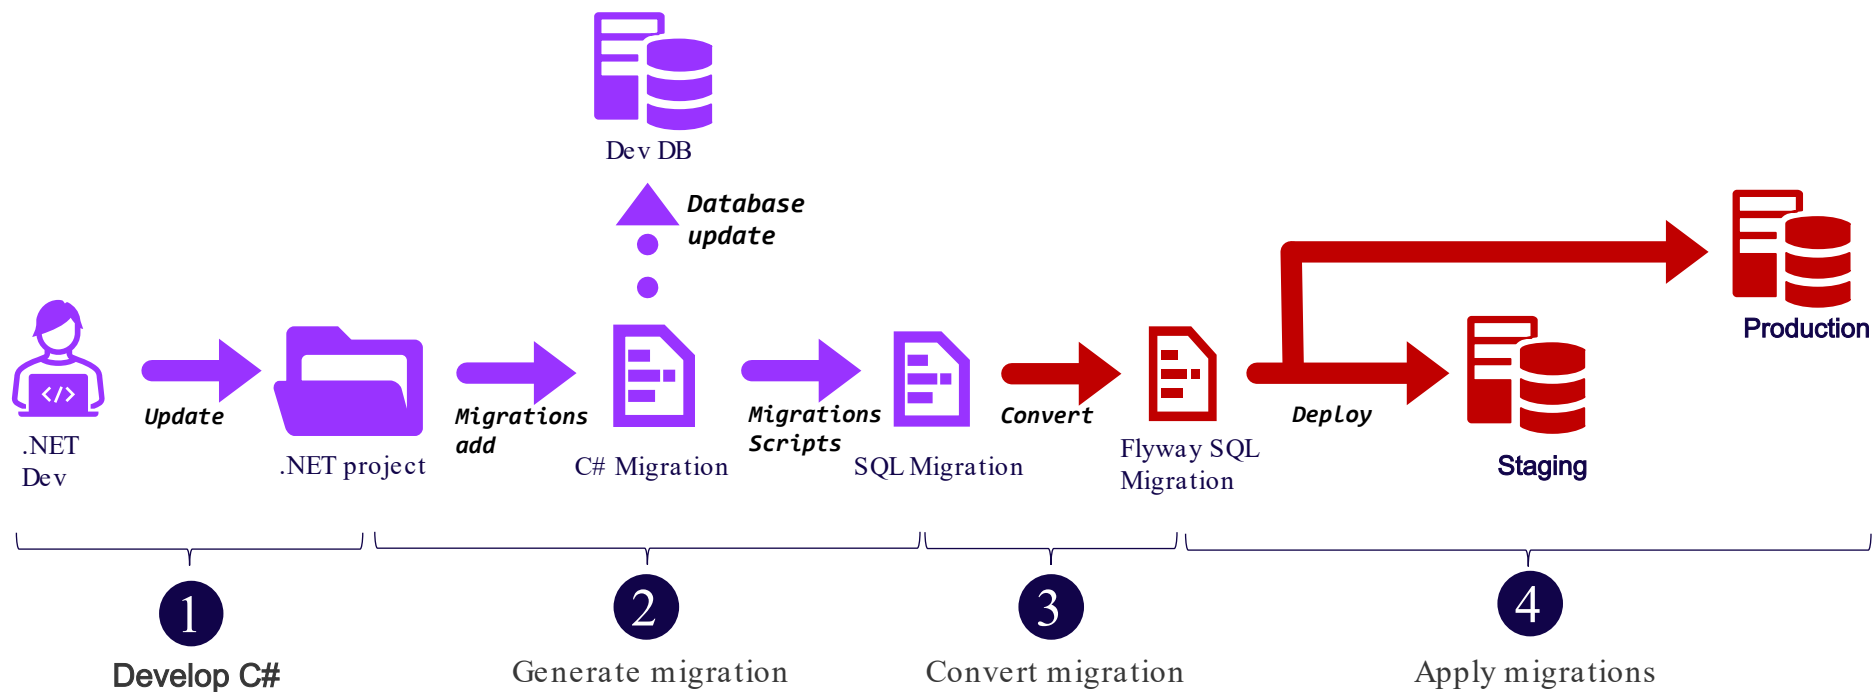 Dev DB
Database
update
Production
</>
Update
Migrations
add
Migrations
Scripts
Convert
Deploy
.NET
Dev
.NET project
C# Migration
SQL Migration
Flyway SQL
Migration
Staging
1
2
3
4
Develop C#
Generate migration
Convert migration
Apply migrations